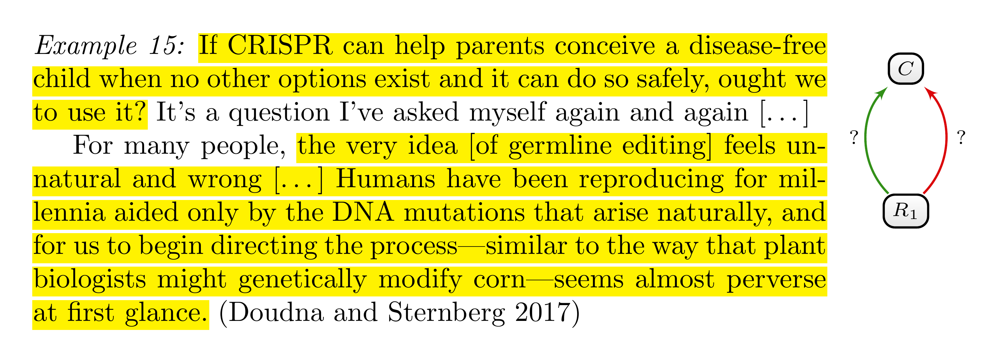 Example 15: If CRISPR can help parents conceive a disease-free
child when no other options exist and it can do so safely, ought we
to use it? It's a question I've asked myself again and again [...]
For many people, the very idea [of germline editing] feels un-
natural and wrong [...] Humans have been reproducing for mil-
lennia aided only by the DNA mutations that arise naturally, and
for us to begin directing the process—similar to the way that plant
biologists might genetically modify corn—seems almost perverse
at first glance. (Doudna and Sternberg 2017)
C
? ?
R₁